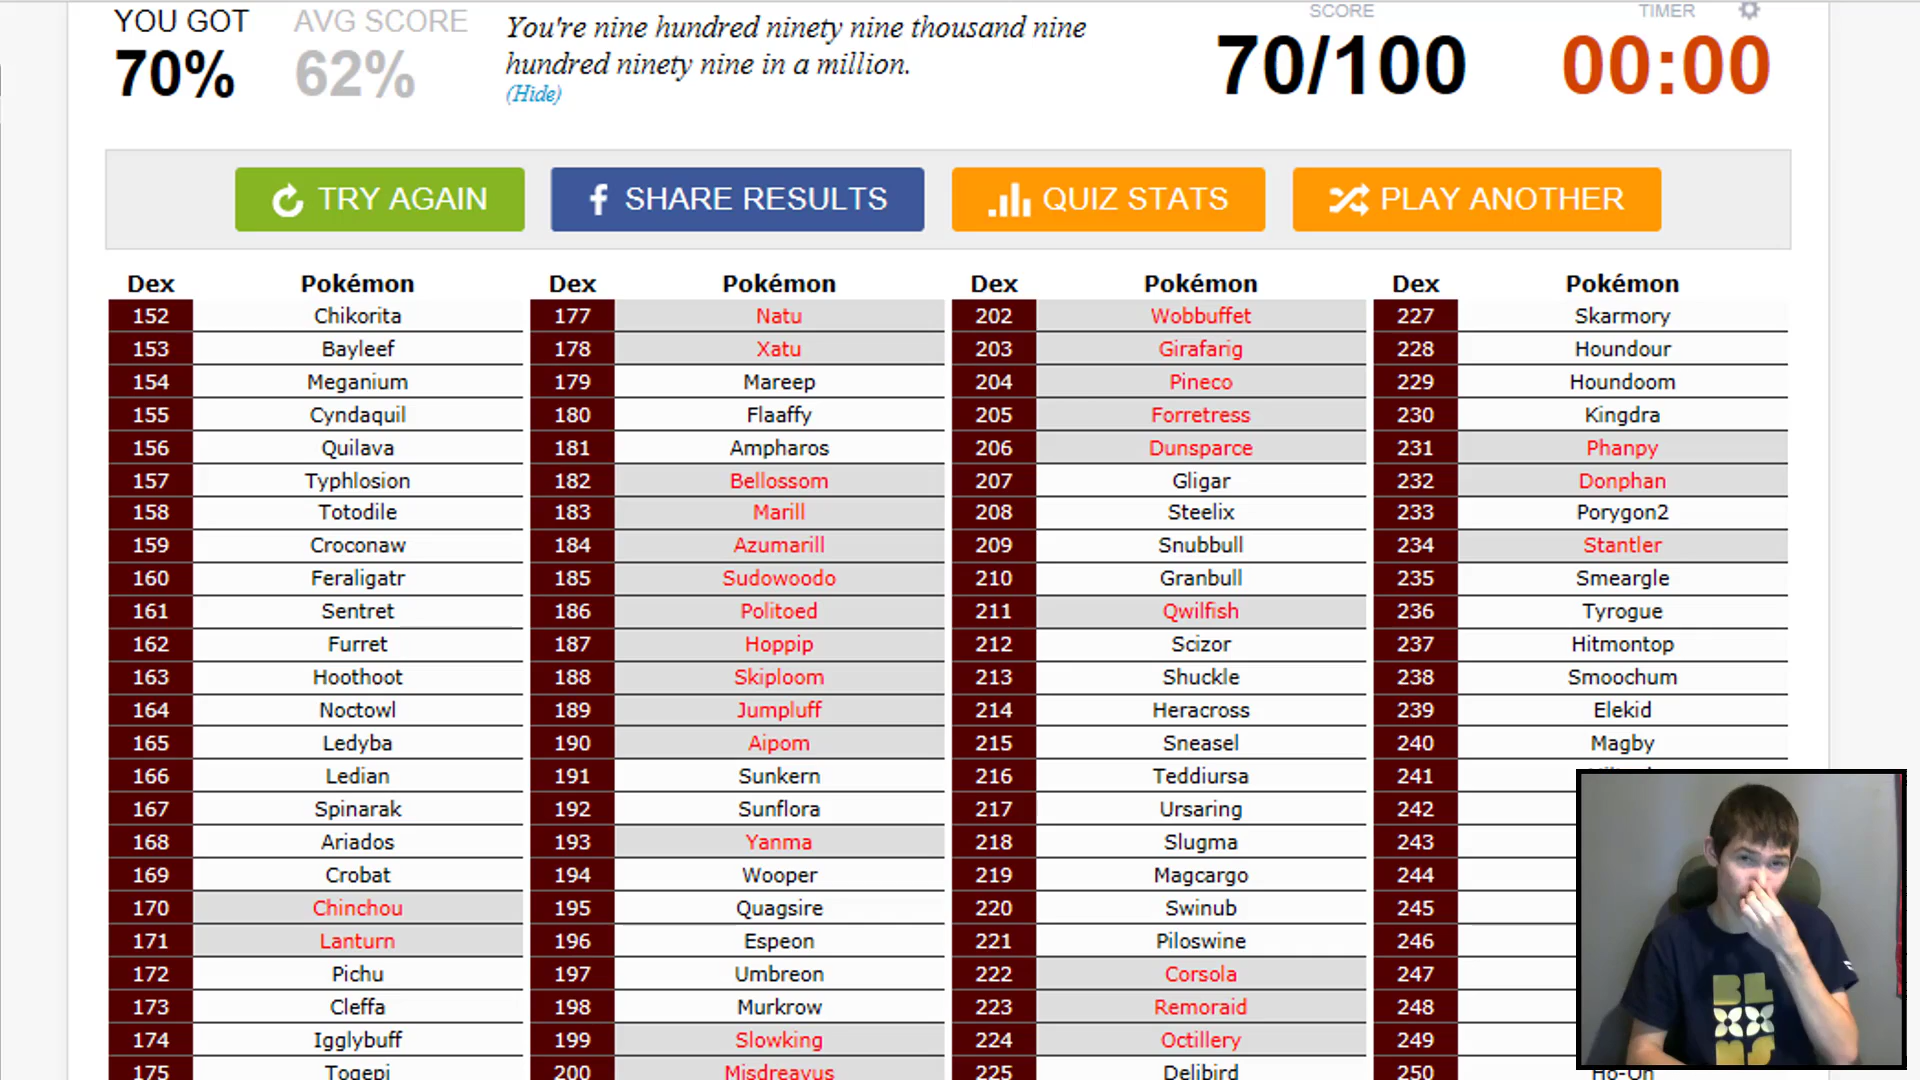 YOU GOT
70%
AVG SCORE
62%
You're nine hundred ninety nine thousand nine
hundred ninety nine in a million.
(Hide)
SCORE
70/100
TIMER
00:00
TRY AGAIN
SHARE RESULTS
QUIZ STATS
PLAY ANOTHER
Dex Pokémon Dex Pokémon Dex Pokémon Dex Pokémon
152 Chikorita 177 Natu 202 Wobbuffet 227 Skarmory
153 Bayleef 178 Xatu 203 Girafarig 228 Houndour
154 Meganium 179 Mareep 204 Pineco 229 Houndoom
155 Cyndaquil 180 Flaaffy 205 Forretress 230 Kingdra
156 Quilava 181 Ampharos 206 Dunsparce 231 Phanpy
157 Typhlosion 182 Bellossom 207 Gligar 232 Donphan
158 Totodile 183 Marill 208 Steelix 233 Porygon2
159 Croconaw 184 Azumarill 209 Snubbull 234 Stantler
160 Feraligatr 185 Sudowoodo 210 Granbull 235 Smeargle
161 Sentret 186 Politoed 211 Qwilfish 236 Tyrogue
162 Furret 187 Hoppip 212 Scizor 237 Hitmontop
163 Hoothoot 188 Skiploom 213 Shuckle 238 Smoochum
164 Noctowl 189 Jumpluff 214 Heracross 239 Elekid
165 Ledyba 190 Aipom 215 Sneasel 240 Magby
166 Ledian 191 Sunkern 216 Teddiursa 241
167 Spinarak 192 Sunflora 217 Ursaring 242
168 Ariados 193 Yanma 218 Slugma 243
169 Crobat 194 Wooper 219 Magcargo 244
170 Chinchou 195 Quagsire 220 Swinub 245
171 Lanturn 196 Espeon 221 Piloswine 246
172 Pichu 197 Umbreon 222 Corsola 247
173 Cleffa 198 Murkrow 223 Remoraid 248
174 Igglybuff 199 Slowking 224 Octillery 249
175 Togepi 200 Misdreavus 225 Delibird 250 Ho-Oh